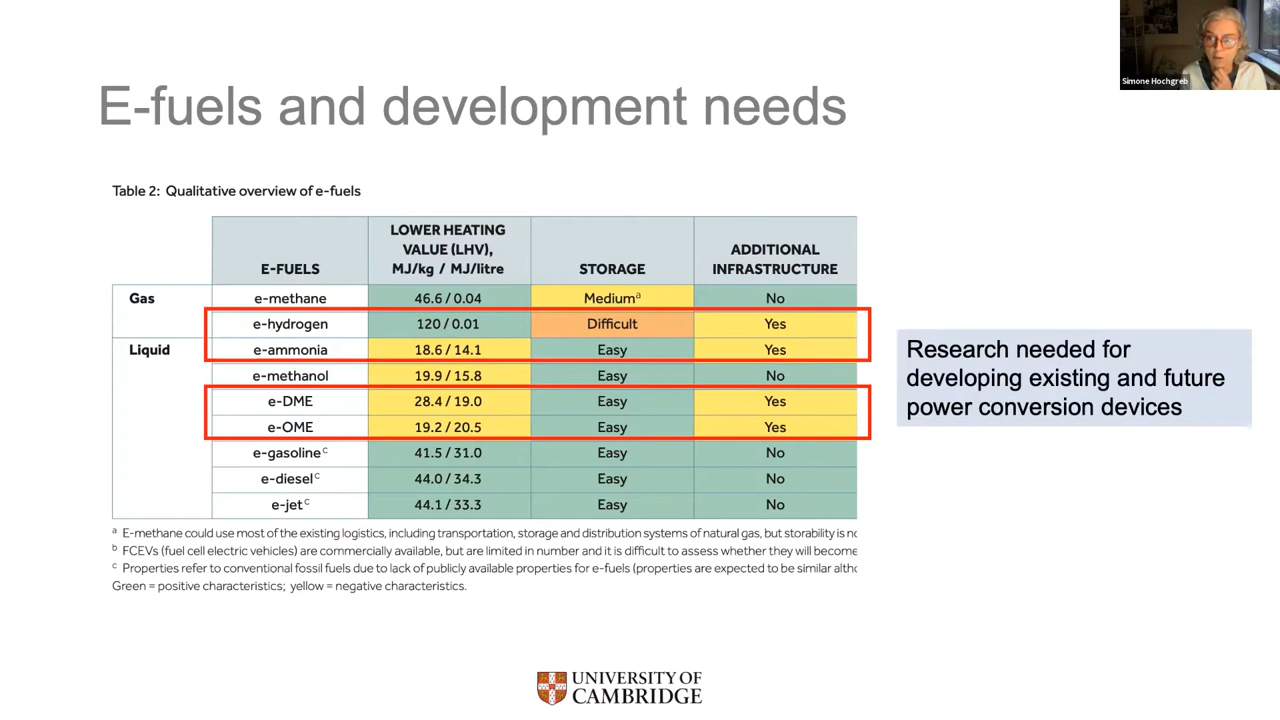 Simone Hochgreb
E-fuels and development needs
Table 2: Qualitative overview of e-fuels
E-FUELS
LOWER HEATING
VALUE (LHV),
MJ/kg / MJ/litre
STORAGE
ADDITIONAL
INFRASTRUCTURE
Gas e-methane 46.6 / 0.04 Medium a No
e-hydrogen 120 / 0.01 Difficult Yes
Liquid e-ammonia 18.6 / 14.1 Easy Yes
e-methanol 19.9 / 15.8 Easy No
e-DME 28.4 / 19.0 Easy Yes
e-OME 19.2 / 20.5 Easy Yes
e-gasoline c 41.5 / 31.0 Easy No
e-diesel c 44.0 / 34.3 Easy No
e-jet c 44.1 / 33.3 Easy No
Research needed for
developing existing and future
power conversion devices
a E-methane could use most of the existing logistics, including transportation, storage and distribution systems of natural gas, but storability is
b FCEVs (fuel cell electric vehicles) are commercially available, but are limited in number and it is difficult to assess whether they will become
c Properties refer to conventional fossil fuels due to lack of publicly available properties for e-fuels (properties are expected to be similar
Green = positive characteristics; yellow = negative characteristics.
UNIVERSITY OF
CAMBRIDGE